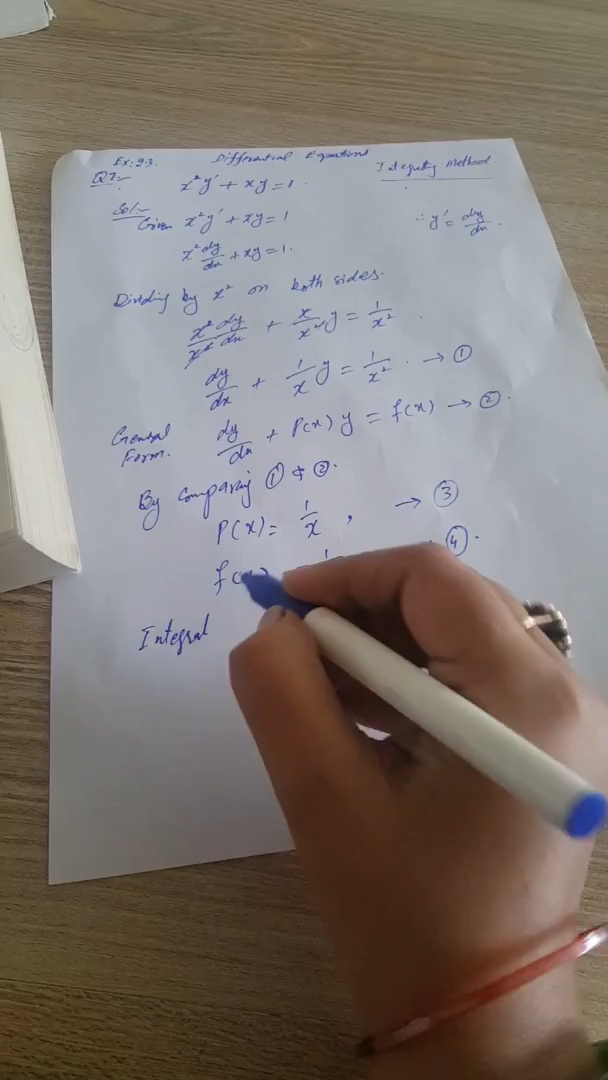 Ex: 9.3. Differential Equations Integrating Method.
Q7:- x²y' + xy = 1.
Sol:- Given x²y' + xy = 1 ∵ y' = dy/dx.
x² dy/dx + xy = 1.
Dividing by x² on both sides.
x² dy/x² dx + x/x² y = 1/x².
dy/dx + 1/x y = 1/x². → ①
General Form. dy/dx + P(x) y = f(x) → ②.
By comparing ① & ②.
P(x) = 1/x , → ③
④.
Integral